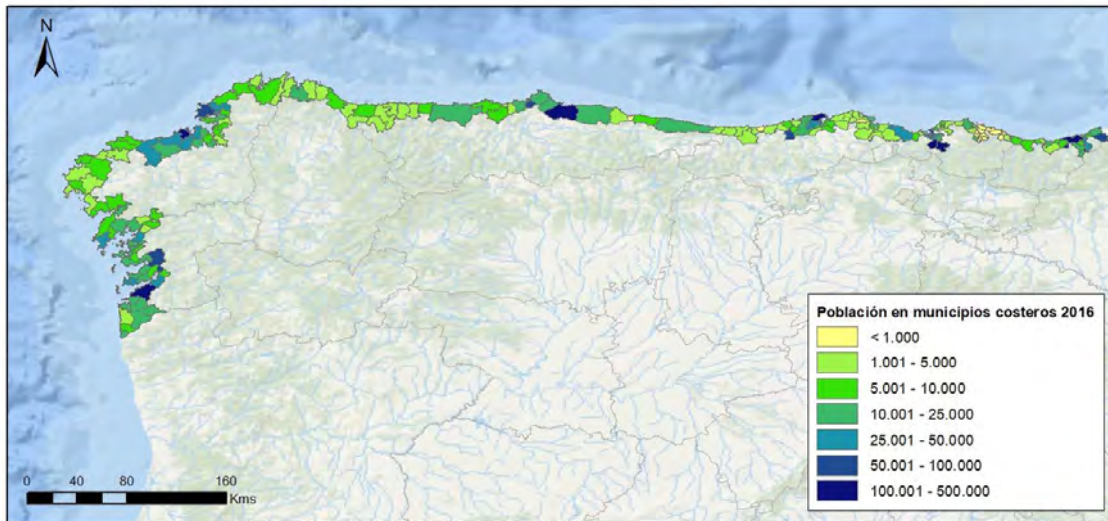 N
Población en municipios costeros 2016
< 1.000
1.001 - 5.000
5.001 - 10.000
10.001 - 25.000
25.001 - 50.000
50.001 - 100.000
100.001 - 500.000
0 20 40 80 160
Kms